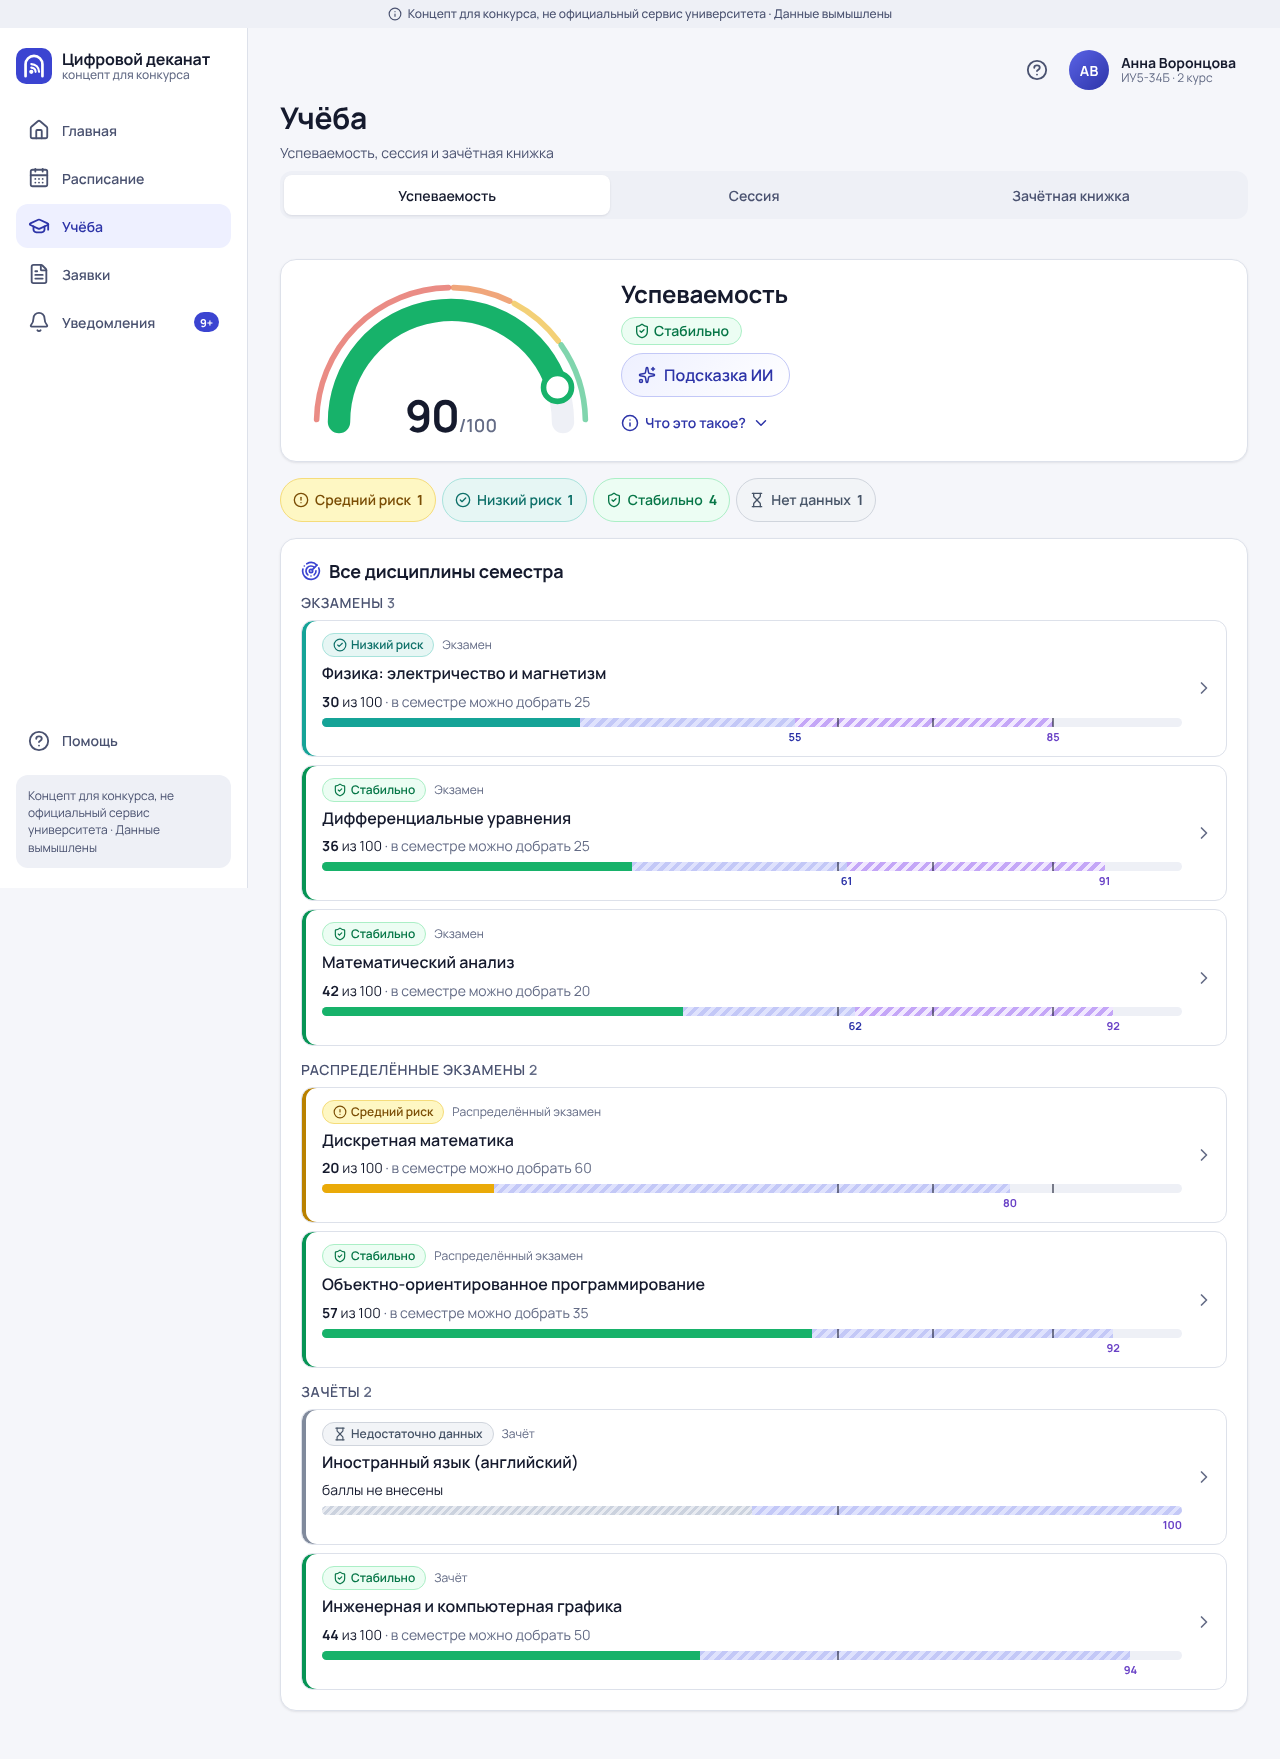 Концепт для конкурса, не официальный сервис университета · Данные вымышлены
Цифровой деканат
концепт для конкурса
Главная
Расписание
Учёба
Заявки
Уведомления 9+
Помощь
Концепт для конкурса, не
официальный сервис
университета · Данные
вымышлены
АВ
Анна Воронцова
ИУ5-34Б · 2 курс
Учёба
Успеваемость, сессия и зачётная книжка
Успеваемость Сессия Зачётная книжка
90/100
Успеваемость
Стабильно
Подсказка ИИ
Что это такое?
Средний риск 1 Низкий риск 1 Стабильно 4 Нет данных 1
Все дисциплины семестра
ЭКЗАМЕНЫ 3
Низкий риск Экзамен
Физика: электричество и магнетизм
30 из 100 · в семестре можно добрать 25
55 85
Стабильно Экзамен
Дифференциальные уравнения
36 из 100 · в семестре можно добрать 25
61 91
Стабильно Экзамен
Математический анализ
42 из 100 · в семестре можно добрать 20
62 92
РАСПРЕДЕЛЁННЫЕ ЭКЗАМЕНЫ 2
Средний риск Распределённый экзамен
Дискретная математика
20 из 100 · в семестре можно добрать 60
80
Стабильно Распределённый экзамен
Объектно-ориентированное программирование
57 из 100 · в семестре можно добрать 35
92
ЗАЧЁТЫ 2
Недостаточно данных Зачёт
Иностранный язык (английский)
баллы не внесены
100
Стабильно Зачёт
Инженерная и компьютерная графика
44 из 100 · в семестре можно добрать 50
94